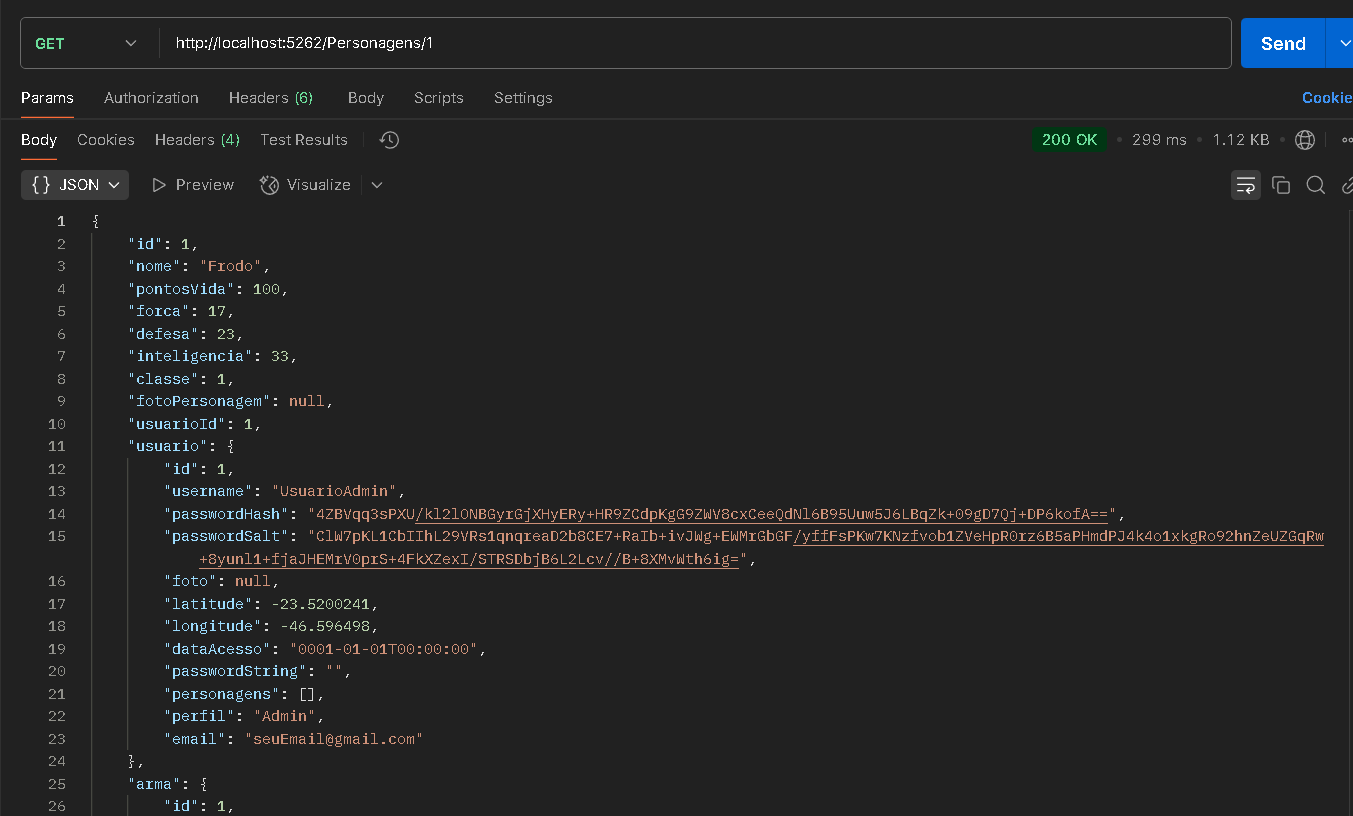 GET http://localhost:5262/Personagens/1 Send
Params Authorization Headers (6) Body Scripts Settings Cookie
Body Cookies Headers (4) Test Results 200 OK • 299 ms • 1.12 KB •
{} JSON Preview Visualize
1 {
2 "id": 1,
3 "nome": "Frodo",
4 "pontosVida": 100,
5 "forca": 17,
6 "defesa": 23,
7 "inteligencia": 33,
8 "classe": 1,
9 "fotoPersonagem": null,
10 "usuarioId": 1,
11 "usuario": {
12 "id": 1,
13 "username": "UsuarioAdmin",
14 "passwordHash": "4ZBVqq3sPXU/kl2lONBGyrGjXHyERy+HR9ZCdpKgG9ZWV8cxCeeQdNl6B95Uuw5J6LBqZk+09gD7Qj+DP6kofA==",
15 "passwordSalt": "ClW7pKL1CbIIhL29VRs1qnqreaD2b8CE7+RaIb+ivJWg+EWMrGbGF/yffFsPKw7KNzfvob1ZVeHpR0rz6B5aPHmdPJ4k4o1xkgRo92hnZeUZGqRw
+8yunl1+fjaJHEMrV0prS+4FkXZexI/STRSDbjB6L2Lcv//B+8XMvWth6ig=",
16 "foto": null,
17 "latitude": -23.5200241,
18 "longitude": -46.596498,
19 "dataAcesso": "0001-01-01T00:00:00",
20 "passwordString": "",
21 "personagens": [],
22 "perfil": "Admin",
23 "email": "seuEmail@gmail.com"
24 },
25 "arma": {
26 "id": 1,